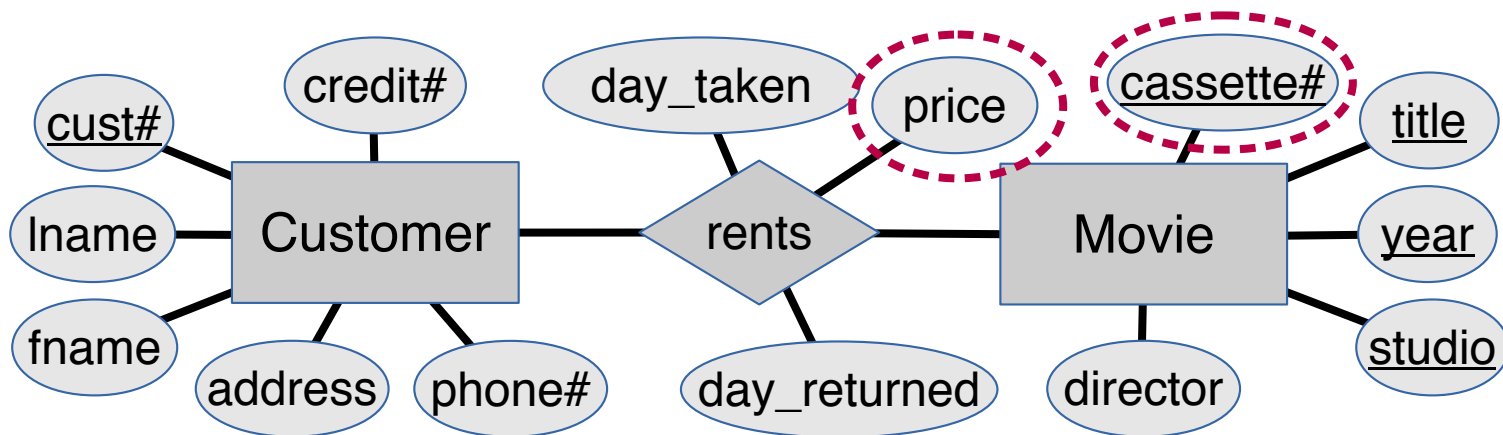 credit#
day_taken
price
cassette#
cust#
title
lname
Customer
rents
Movie
year
fname
address
phone#
day_returned
director
studio